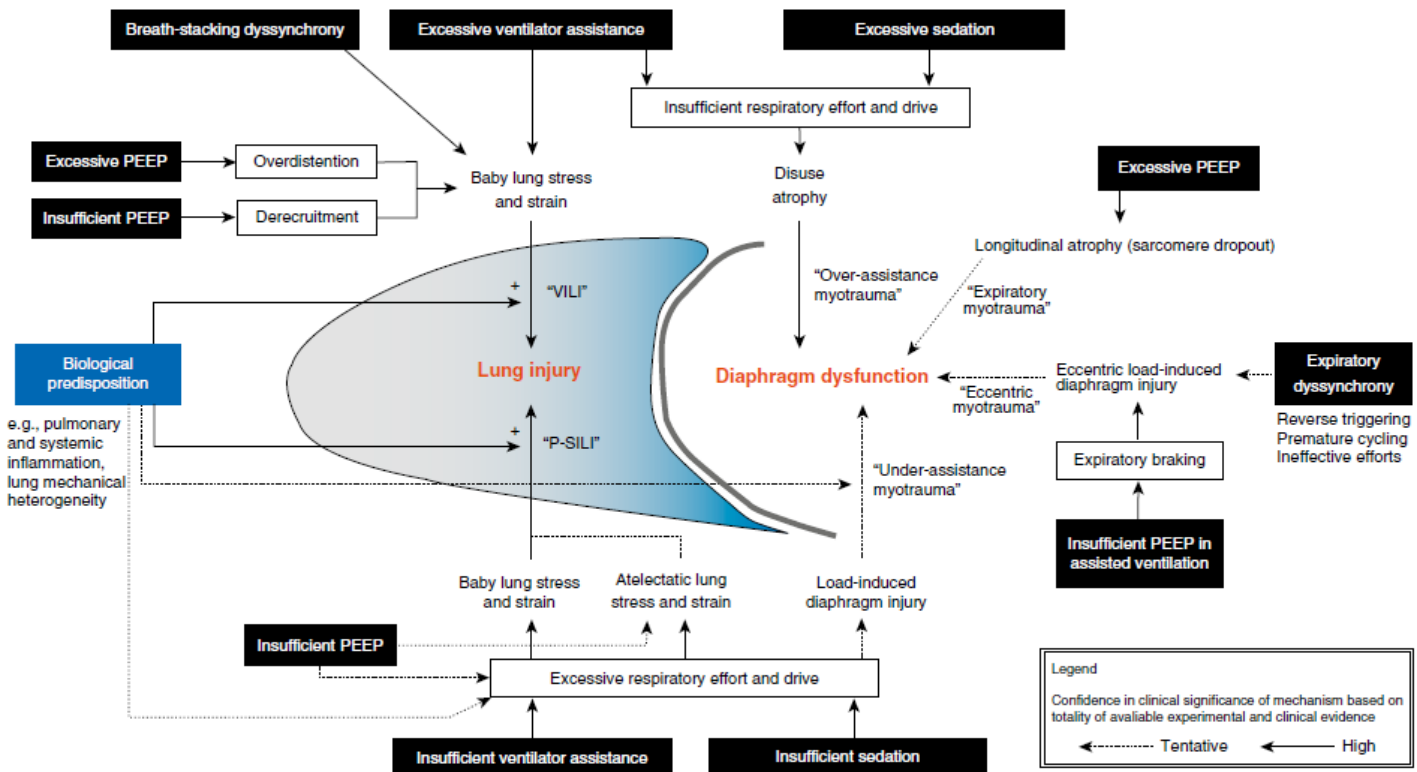 Breath-stacking dyssynchrony
Excessive ventilator assistance
Excessive sedation
Insufficient respiratory effort and drive
Excessive PEEP
Overdistention
Insufficient PEEP
Derecruitment
Baby lung stress
and strain
Disuse
atrophy
Excessive PEEP
Longitudinal atrophy (sarcomere dropout)
+
"VILI"
"Over-assistance
myotrauma"
"Expiratory
myotrauma"
Biological
predisposition
e.g., pulmonary
and systemic
inflammation,
lung mechanical
heterogeneity
Lung injury
Diaphragm dysfunction
"Eccentric
myotrauma"
Eccentric load-induced
diaphragm injury
Expiratory
dyssynchrony
Reverse triggering
Premature cycling
Ineffective efforts
+
"P-SILI"
"Under-assistance
myotrauma"
Expiratory braking
Insufficient PEEP in
assisted ventilation
Baby lung stress
and strain
Atelectatic lung
stress and strain
Load-induced
diaphragm injury
Insufficient PEEP
Excessive respiratory effort and drive
Insufficient ventilator assistance
Insufficient sedation
Legend
Confidence in clinical significance of mechanism based on
totality of avaliable experimental and clinical evidence
Tentative
High